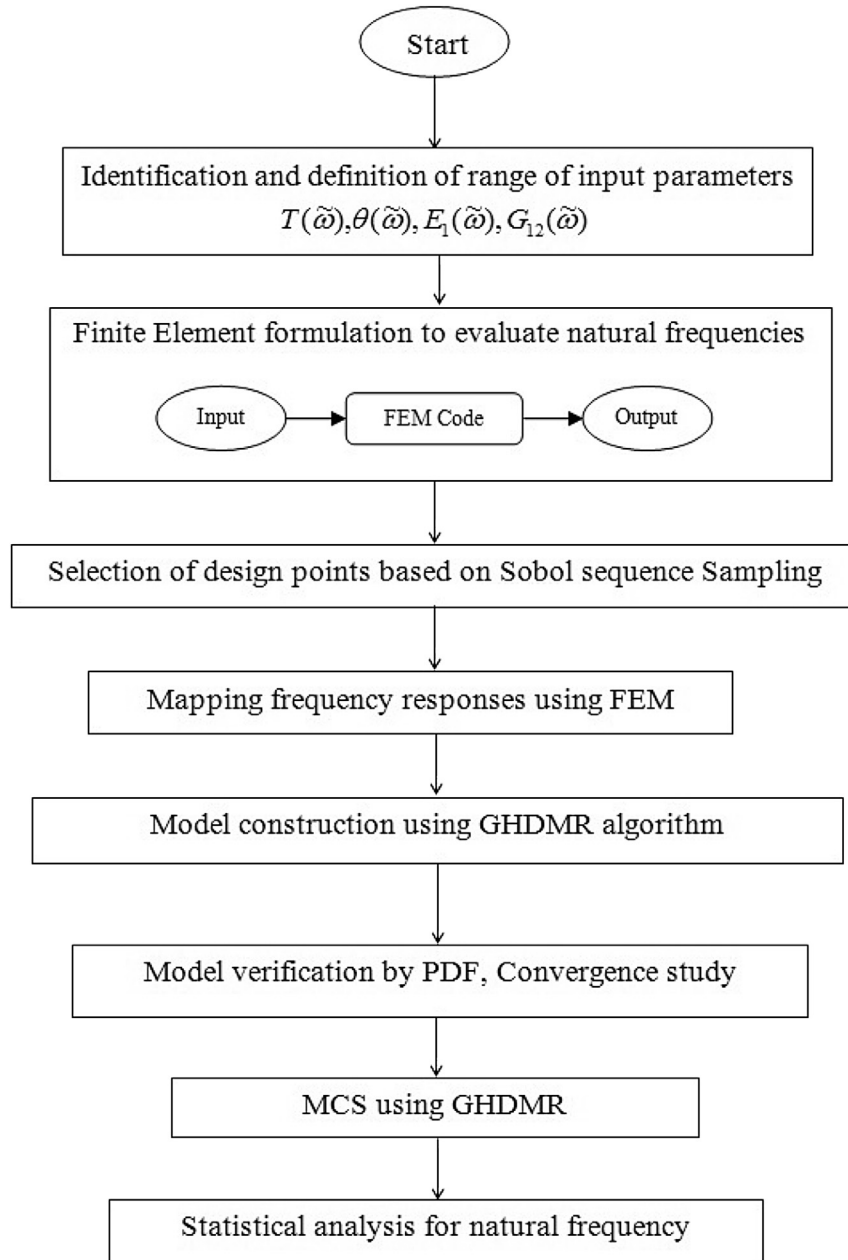 Start
Identification and definition of range of input parameters
T(ω̃),θ(ω̃),E₁(ω̃),G₁₂(ω̃)
Finite Element formulation to evaluate natural frequencies
Input
FEM Code
Output
Selection of design points based on Sobol sequence Sampling
Mapping frequency responses using FEM
Model construction using GHDMR algorithm
Model verification by PDF, Convergence study
MCS using GHDMR
Statistical analysis for natural frequency